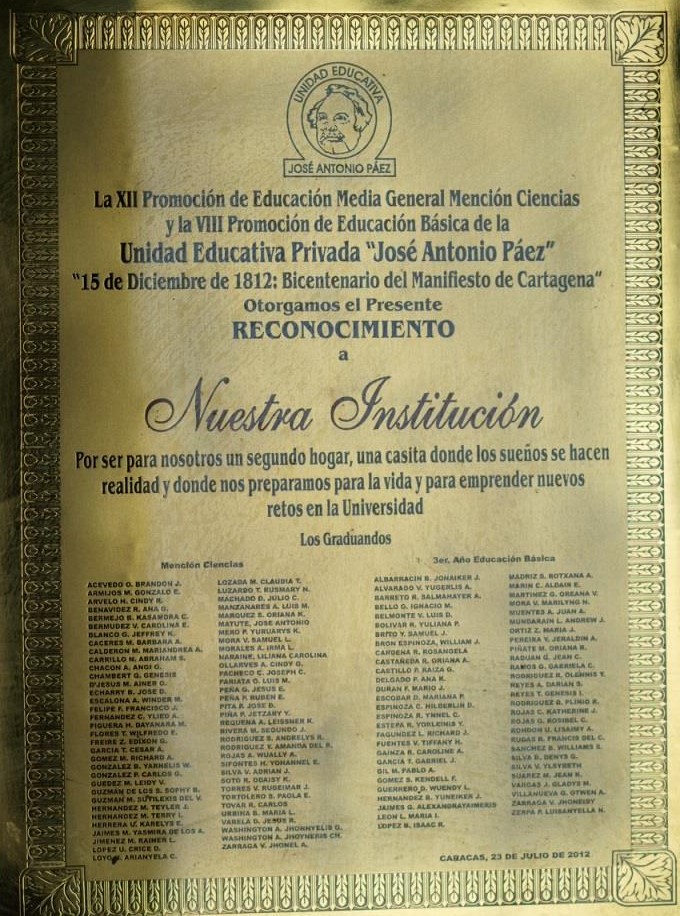 UNIDAD EDUCATIVA
JOSÉ ANTONIO PÁEZ
La XII Promoción de Educación Media General Mención Ciencias
y la VIII Promoción de Educación Básica de la
Unidad Educativa Privada “José Antonio Páez”
“15 de Diciembre de 1812: Bicentenario del Manifiesto de Cartagena”
Otorgamos el Presente
RECONOCIMIENTO
a
Nuestra Institución
Por ser para nosotros un segundo hogar, una casita donde los sueños se hacen
realidad y donde nos preparamos para la vida y para emprender nuevos
retos en la Universidad
Los Graduandos
Mención Ciencias
ACEVEDO G. BRANDON J.
ARMIJOS M. GONZALO E.
ARVELO H. CINDY R.
BENAVIDEZ R. ANA G.
BERMEJO B. KASANDRA C.
BERMUDEZ V. CAROLINA E.
BLANCO G. JEFFREY K.
CACERES M. BARBARA A.
CALDERON M. MARIANDREA A.
CARRILLO N. ABRAHAM S.
CHACON A. ANGI G.
CHAMBERT Q. GENESIS
D'JESUS M. AINER O.
ECHARRY B. JOSE D.
ESCALONA A. WINDER M.
FELIPE F. FRANCISCO J.
FERNANDEZ C. YLIED A.
FIGUERA H. DAYANARA M.
FLORES T. WILFREDO E.
FREIRE Z. EDIXON G.
GARCIA T. CESAR A.
GOMEZ M. RICHARD A.
GONZALEZ B. YARNELIS W.
GONZALEZ P. CARLOS G.
GUEDEZ M. LEIDY V.
GUZMÁN DE LOS S. SOPHY B.
GUZMÁN M. DEL V.
HERNANDEZ M. TEYLER J.
HERNANDEZ M. TERRY L.
HERRERA U. KARELYS E.
JAIMES M. YASMIRA DE LOS A.
JIMENEZ M. RAINER L.
LOPEZ U. CRICE G.
LOYO N. ARIANYELA C.
LOZADA M. CLAUDIA T.
LUZARBO T. RUSMARY N.
MACHADO D. JULIO C.
MANZANARES A. LUIS M.
MARQUEZ E. ORIANA K.
MATUTE, JOSE ANTONIO
MERO P. YURUARYS K.
MORA V. SAMUEL L.
MORALES A. IRMA L.
NARAINE, LILIANA CAROLINA
OLLARVES A. CINDY G.
PACHECO C. JOSEPH C.
PARIATA O. LUIS M.
PEÑA G. JESUS E.
PEÑA P. RUBEN E.
PITA P. JOSE D.
PIÑA P. JETZARY Y.
REQUENA A. LEISSNER K.
RIVERA M. SEGUNDO J.
RODRIGUEZ S. ANDRELYS R.
RODRIGUEZ Y. AMANDA DEL R.
ROJAS A. WUALLY A.
SIFONTES H. YOHANNEL E.
SILVA V. ADRIAN J.
SOTO R. ODAISY K.
TORRES V. RUGEIMAR J.
TORTOLERO S. PAOLA E.
TOVAR R. CARLOS
URBINA B. MARIA L.
VARELA D. JESUS R.
WASHINGTON A. JHONNYELIS G.
WASHINGTON A. JHOYNERIS CH.
ZARRAGA V. JHONEL A.
3er. Año Educación Básica
ALBARRACIN B. JOHAIKER J.
ALVARADO V. YUGERLIS A.
BARRETO R. SALMAHAYEK A.
BELLO G. IGNACIO M.
BELMONTE V. LUIS D.
BOLIVAR R. YULIANA P.
BRITO Y. SAMUEL J.
BRON ESPINOZA, WILLIAM J.
CARDENA R. KOSANGELA
CASTAÑEDA R. ORIANA A.
CASTILLO P. RAIZA G.
DELGADO P. ANA K.
DURAN F. MARIO J.
ESCOBAR D. MARIANA P.
ESPINOZA C. HILDERLIN D.
ESPINOZA R. YNNEL C.
ESTEPA R. YORLEINIS Y.
FAGUNDEZ L. RICHARD J.
FUENTES V. TIFFANY H.
GAINZA R. CAROLINE A.
GARCIA T. GABRIEL J.
GIL M. PABLO A.
GOMEZ S. KENDELL F.
GUERRERO D. WUENDY L.
HERNANDEZ R. YUNEIKER J.
JAIMES G. ALEXANDRATAIMERIS
LEON L. MARIA I.
LOPEZ B. ISAAC R.
MADRIZ S. ROTXANA A.
MARIN C. ALDAIR E.
MARTINEZ G. OREANA V.
MORA V. MARILYNG H.
MUENTES A. JUAN A.
MUNDARAIN L. ANDREW J.
ORTIZ Z. MARIA J.
PEREIRA Y. JERALDIN A.
PIÑATE M. ORIANA R.
RADUAN G. JEAN C.
RAMOS G. GABRIELA C.
RODRIGUEZ R. OLENNIS Y.
REYES A. DARIAN S.
REYES T. GENESIS I.
RODRIGUEZ B. PLINIO R.
ROJAS C. KATHERINE J.
ROJAS G. ROSIBEL C.
RONDON U. LISAIMY A.
RUGAS R. FRANCIS DEL C.
SANCHEZ B. WILLIAMS S.
SILVA B. DENYS G.
SILVA V. YLSYBETH
SUAREZ M. JEAN K.
VARGAS J. GLADYS M.
VILLANUEVA G. OTWEN A.
ZARRAGA V. JHONEIDY
ZERPA P. LUISANYELLA N.
CARACAS, 23 DE JULIO DE 2012